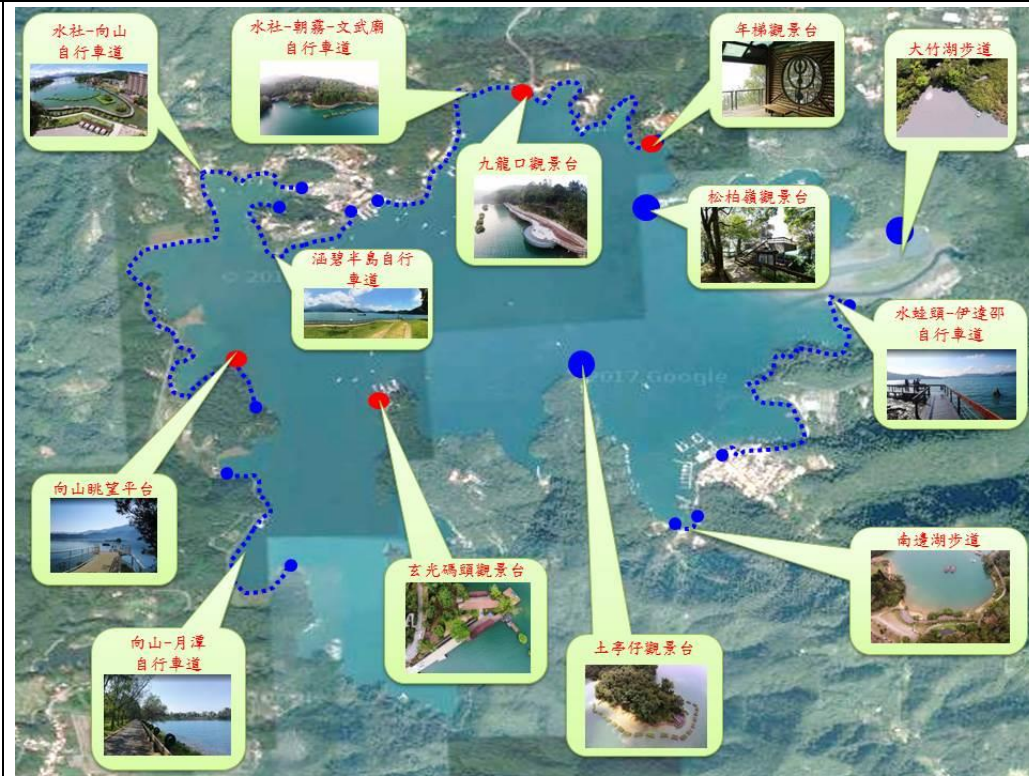 水社-向山
自行車道
水社-朝霧-文武廟
自行車道
年梯觀景台
大竹湖步道
九龍口觀景台
松柏嶺觀景台
涵碧半島自行
車道
水蛙頭-伊達邵
自行車道
2017 Google
向山眺望平台
玄光碼頭觀景台
南邊湖步道
向山-月潭
自行車道
土亭仔觀景台